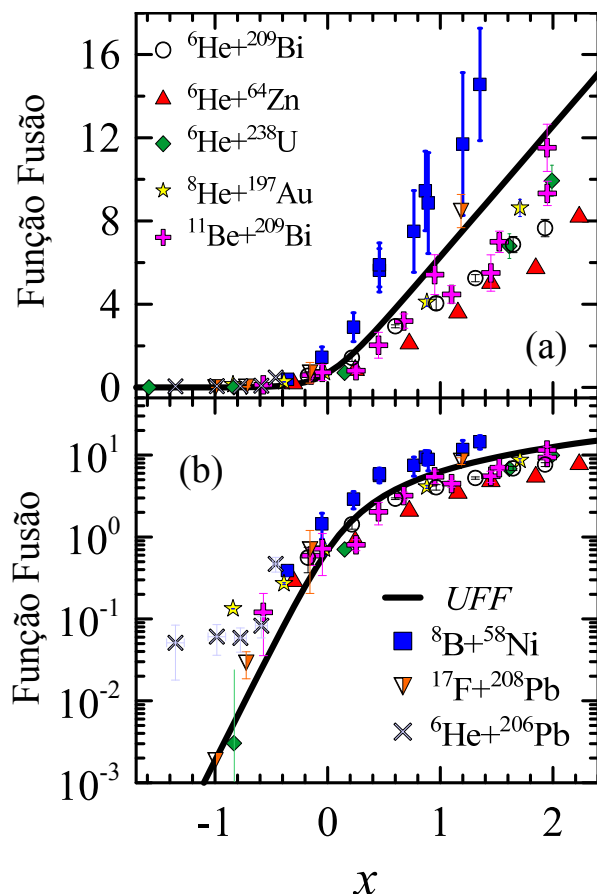 16
12
8
4
0
Função Fusão
⁶He+²⁰⁹Bi
⁶He+⁶⁴Zn
⁶He+²³⁸U
⁸He+¹⁹⁷Au
¹¹Be+²⁰⁹Bi
(a)
(b)
10¹
10⁰
10⁻¹
10⁻²
10⁻³
Função Fusão
UFF
⁸B+⁵⁸Ni
¹⁷F+²⁰⁸Pb
⁶He+²⁰⁶Pb
-1 0 1 2
x